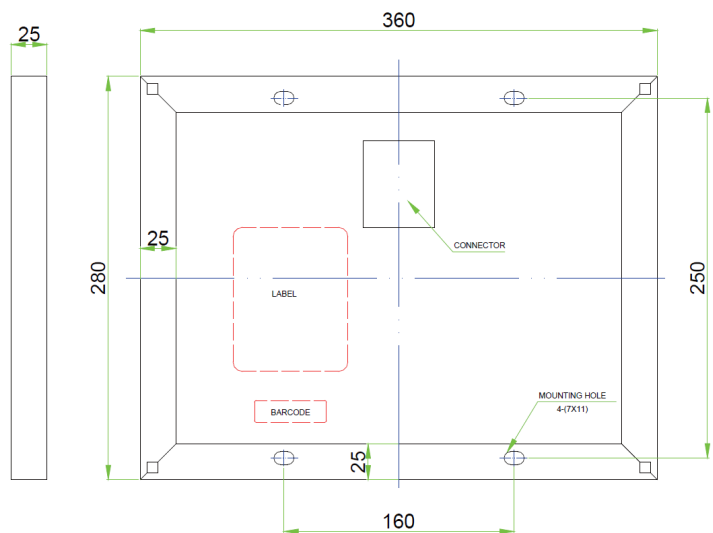 25
360
25
CONNECTOR
280
LABEL
250
MOUNTING HOLE
4-(7X11)
BARCODE
25
160